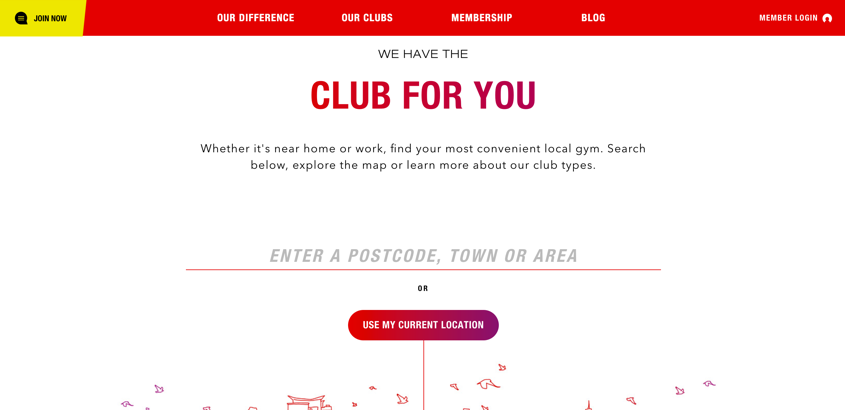 JOIN NOW
OUR DIFFERENCE
OUR CLUBS
MEMBERSHIP
BLOG
MEMBER LOGIN
WE HAVE THE
CLUB FOR YOU
Whether it's near home or work, find your most convenient local gym. Search
below, explore the map or learn more about our club types.
ENTER A POSTCODE, TOWN OR AREA
OR
USE MY CURRENT LOCATION